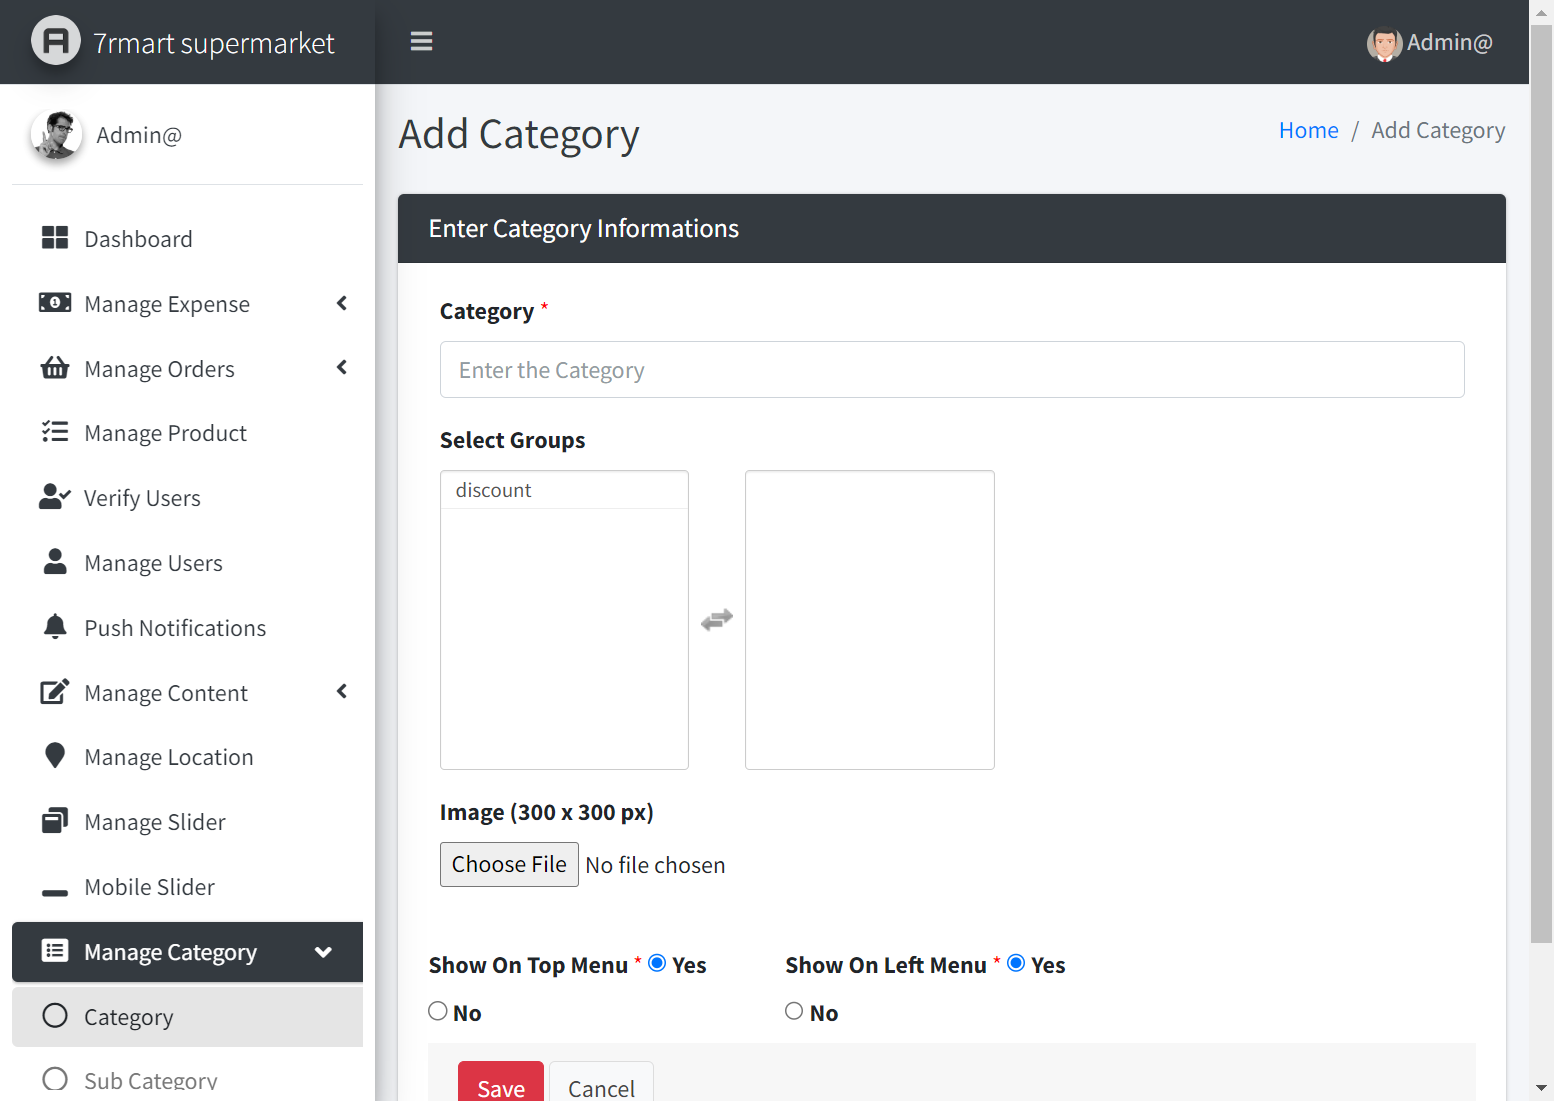 7rmart supermarket
Admin@
Admin@
Dashboard
Manage Expense
Manage Orders
Manage Product
Verify Users
Manage Users
Push Notifications
Manage Content
Manage Location
Manage Slider
Mobile Slider
Manage Category
Category
Sub Category
Add Category
Home / Add Category
Enter Category Informations
Category *
Enter the Category
Select Groups
discount
Image (300 x 300 px)
Choose File No file chosen
Show On Top Menu * Yes
No
Show On Left Menu * Yes
No
Save Cancel